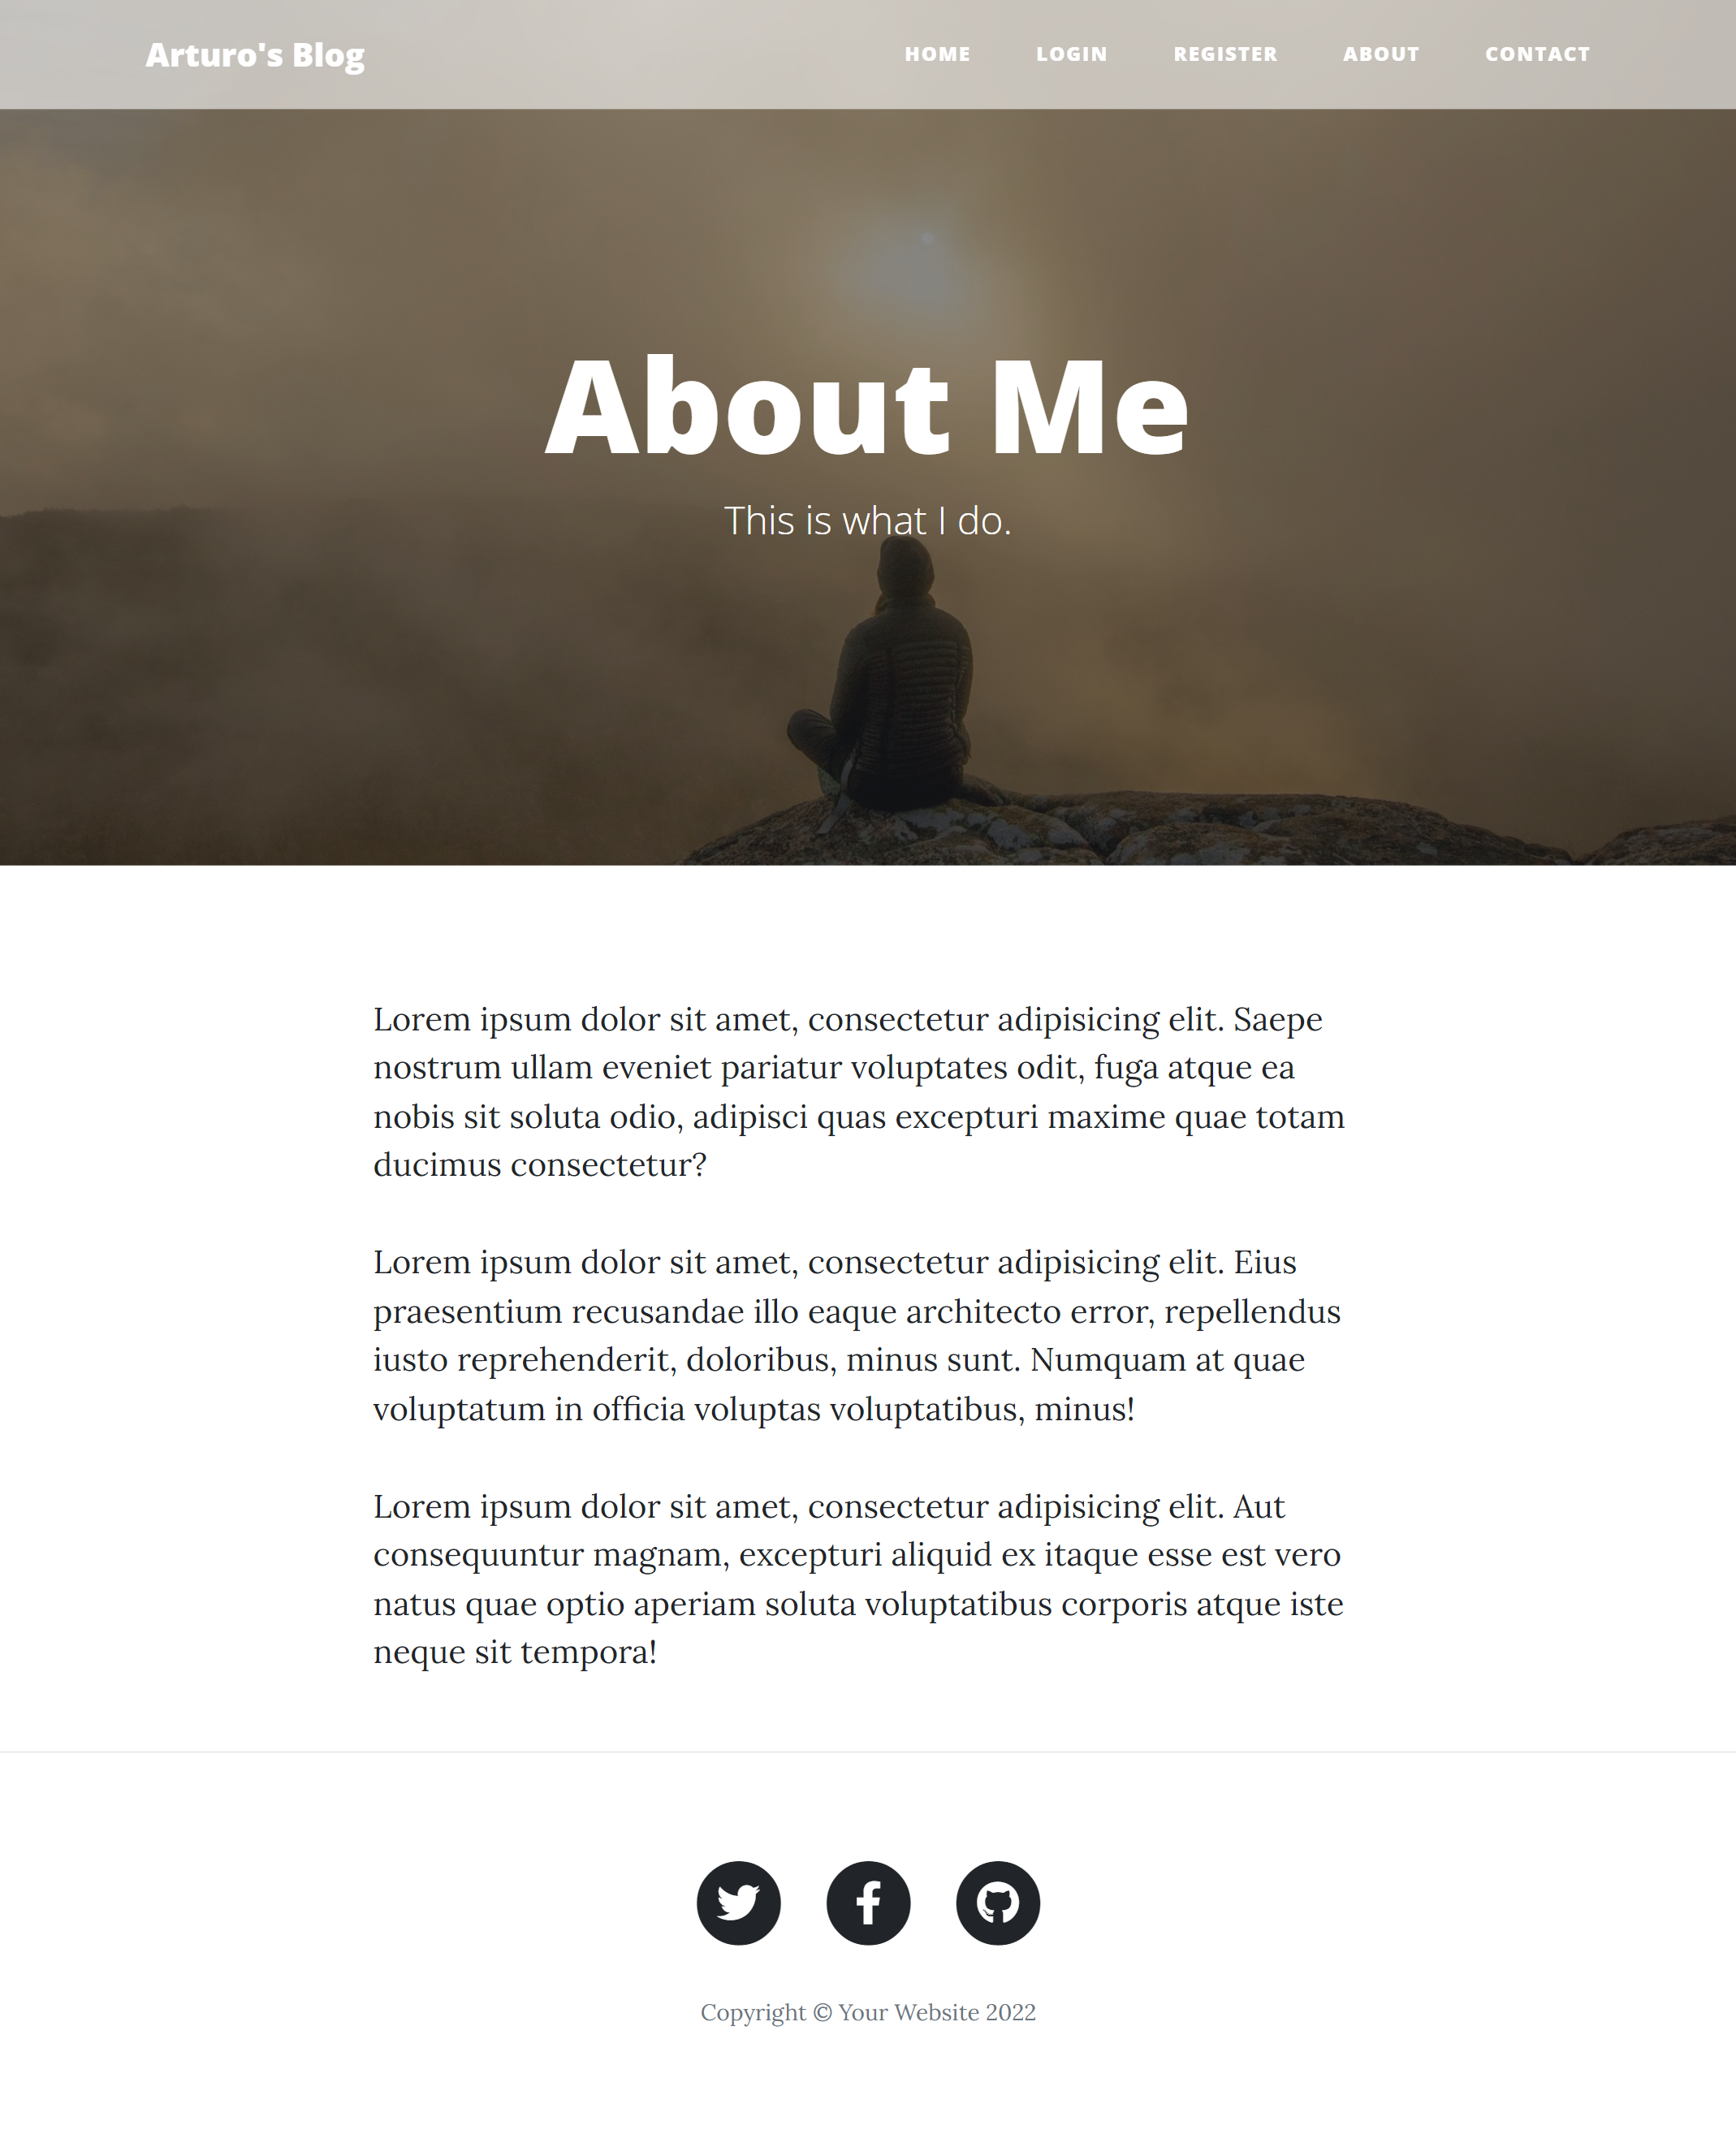 Arturo's Blog
HOME LOGIN REGISTER ABOUT CONTACT
About Me
This is what I do.
Lorem ipsum dolor sit amet, consectetur adipisicing elit. Saepe
nostrum ullam eveniet pariatur voluptates odit, fuga atque ea
nobis sit soluta odio, adipisci quas excepturi maxime quae totam
ducimus consectetur?
Lorem ipsum dolor sit amet, consectetur adipisicing elit. Eius
praesentium recusandae illo eaque architecto error, repellendus
iusto reprehenderit, doloribus, minus sunt. Numquam at quae
voluptatum in officia voluptas voluptatibus, minus!
Lorem ipsum dolor sit amet, consectetur adipisicing elit. Aut
consequuntur magnam, excepturi aliquid ex itaque esse est vero
natus quae optio aperiam soluta voluptatibus corporis atque iste
neque sit tempora!
Copyright © Your Website 2022